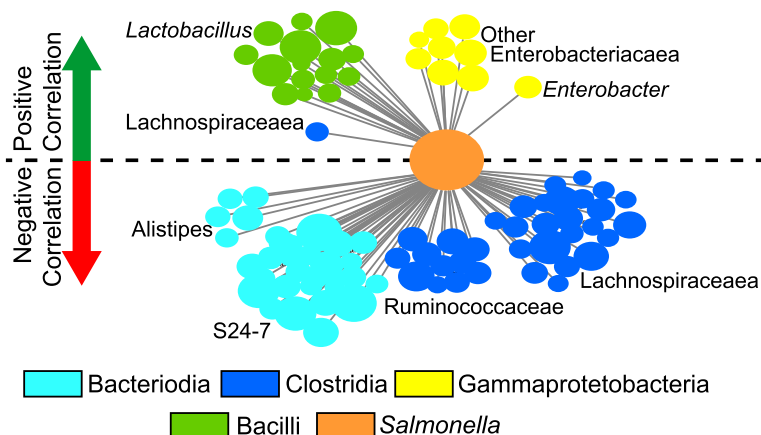 Lactobacillus
Other
Enterobacteriacaea
Enterobacter
Lachnospiraceaea
Positive
Correlation
Negative
Correlation
Alistipes
S24-7
Ruminococcaceae
Lachnospiraceaea
Bacteriodia
Clostridia
Gammaprotetobacteria
Bacilli
Salmonella